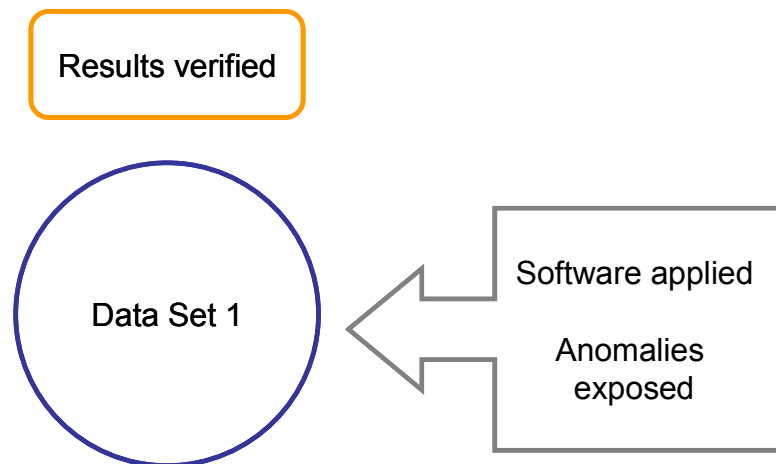 Results verified
Data Set 1
Software applied
Anomalies
exposed